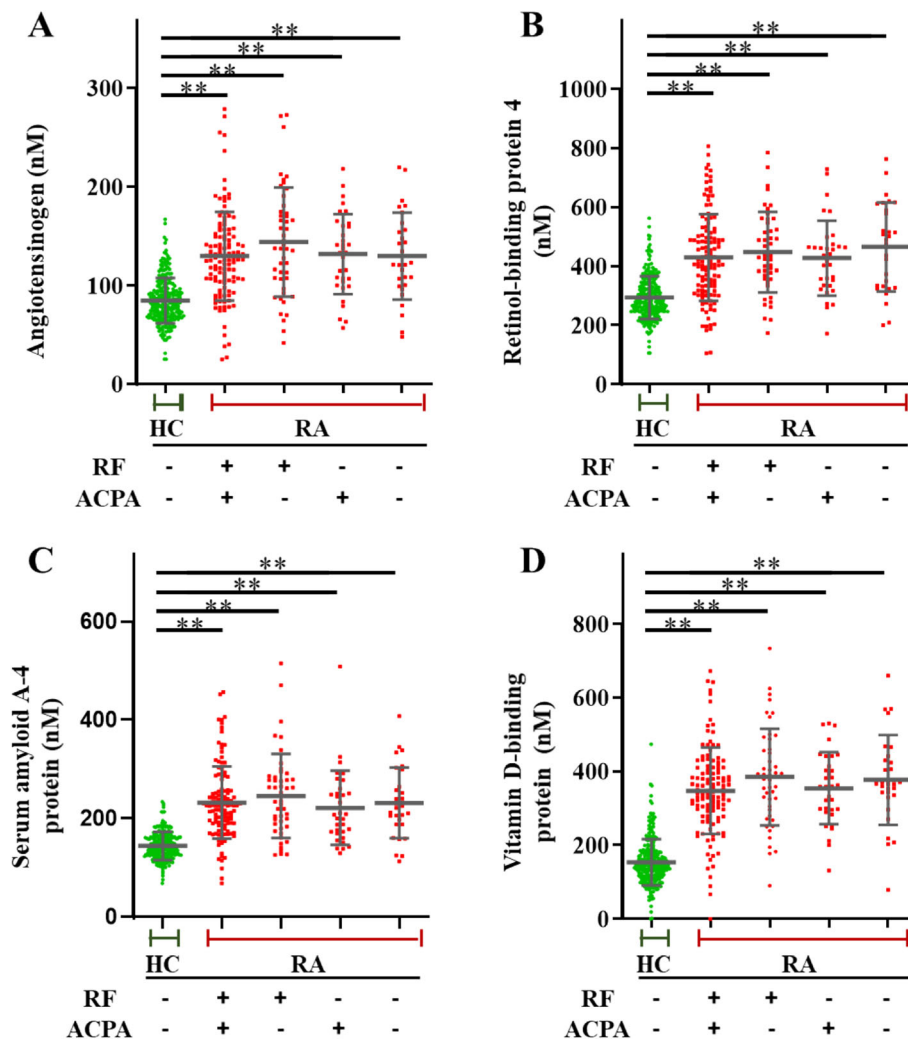 A
Angiotensinogen (nM)
300
200
100
0
**
**
**
**
HC
RA
RF - + + - -
ACPA - + - + -
B
Retinol-binding protein 4
(nM)
1000
800
600
400
200
0
**
**
**
**
HC
RA
RF - + + - -
ACPA - + - + -
C
Serum amyloid A-4
protein (nM)
600
400
200
0
**
**
**
**
HC
RA
RF - + + - -
ACPA - + - + -
D
Vitamin D-binding
protein (nM)
800
600
400
200
0
**
**
**
**
HC
RA
RF - + + - -
ACPA - + - + -